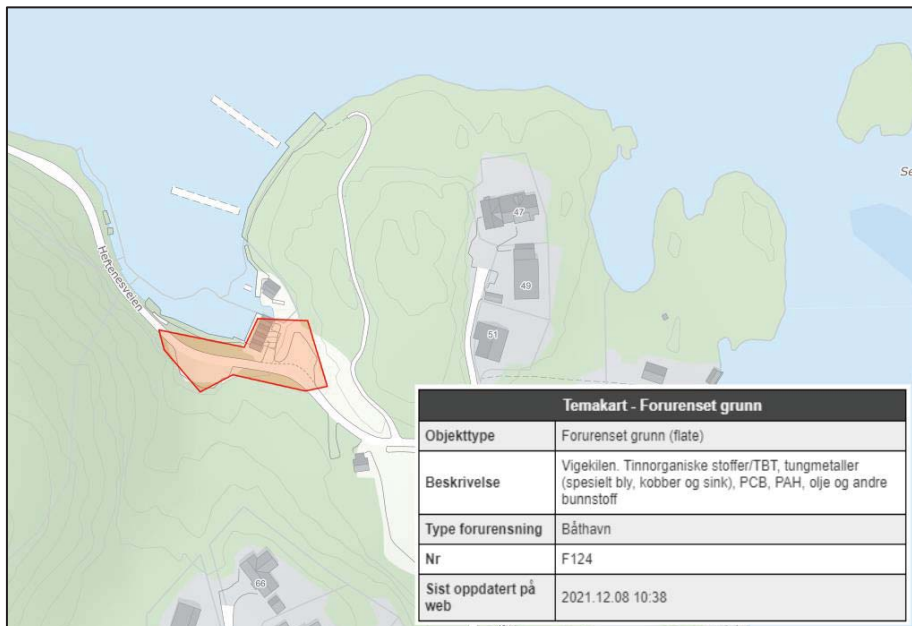 Heftenesveien
47
49
51
66
Se
Temakart - Forurenset grunn
Objekttype Forurenset grunn (flate)
Beskrivelse Vigekilen. Tinnorganiske stoffer/TBT, tungmetaller
(spesielt bly, kobber og sink), PCB, PAH, olje og andre
bunnstoff
Type forurensning Båthavn
Nr F124
Sist oppdatert på
web 2021.12.08 10:38